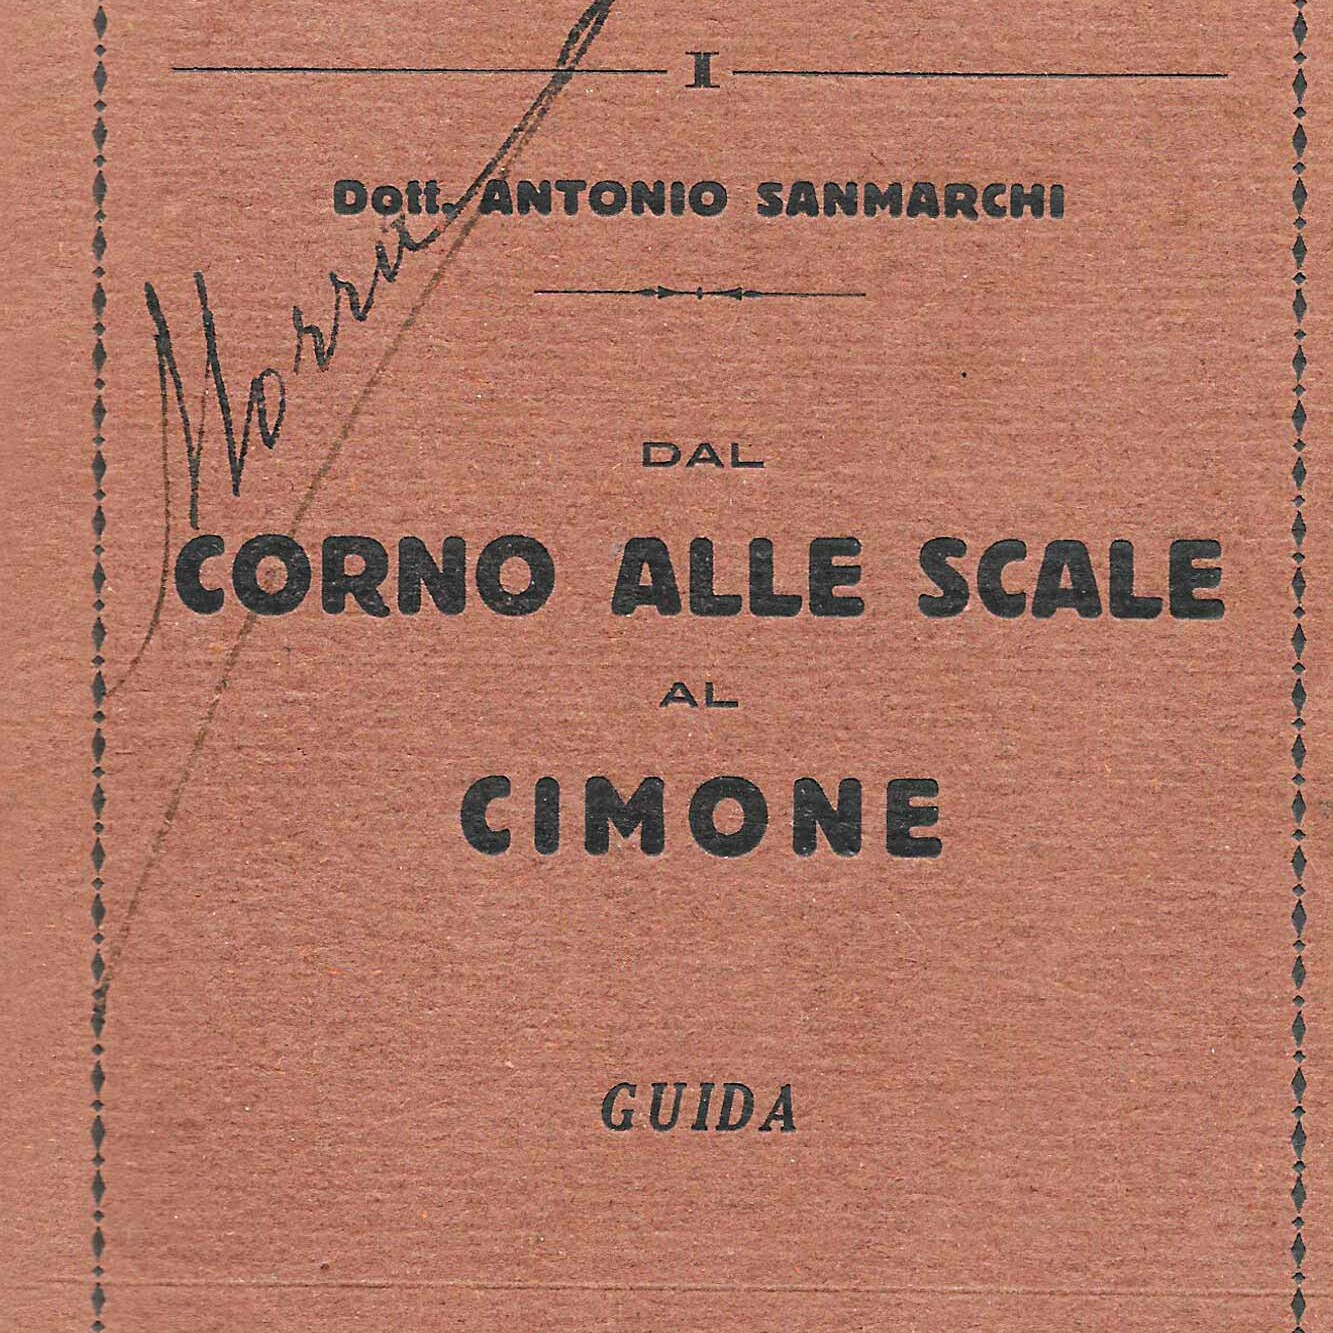 I
Dott. ANTONIO SANMARCHI
DAL
CORNO ALLE SCALE
AL
CIMONE
GUIDA